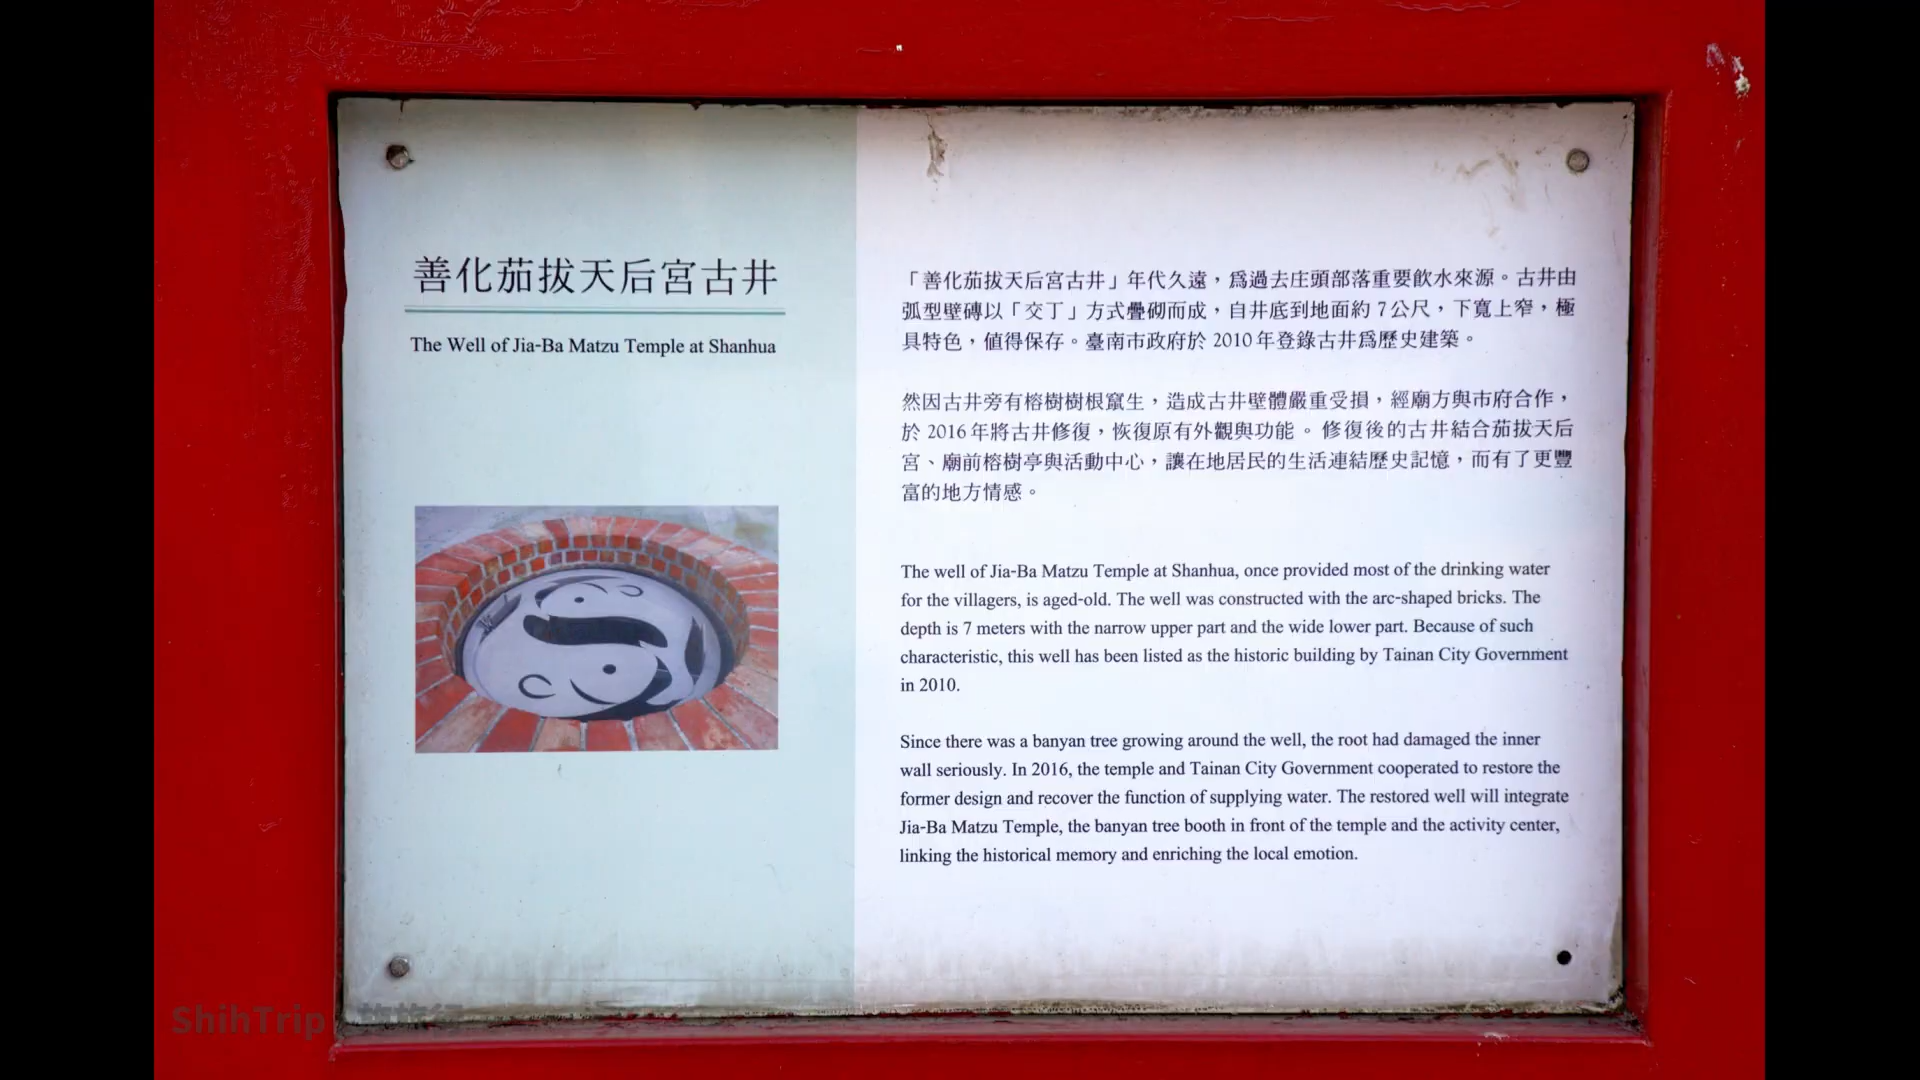 善化茄拔天后宮古井
The Well of Jia-Ba Matzu Temple at Shanhua
「善化茄拔天后宮古井」年代久遠，為過去庄頭部落重要飲水來源。古井由
弧型壁磚以「交丁」方式疊砌而成，自井底到地面約 7 公尺，下寬上窄，極
具特色，值得保存。臺南市政府於 2010 年登錄古井為歷史建築。
然因古井旁有榕樹樹根竄生，造成古井壁體嚴重受損，經廟方與市府合作，
於 2016 年將古井修復，恢復原有外觀與功能。修復後的古井結合茄拔天后
宮、廟前榕樹亭與活動中心，讓在地居民的生活連結歷史記憶，而有了更豐
富的地方情感。
The well of Jia-Ba Matzu Temple at Shanhua, once provided most of the drinking water
for the villagers, is aged-old. The well was constructed with the arc-shaped bricks. The
depth is 7 meters with the narrow upper part and the wide lower part. Because of such
characteristic, this well has been listed as the historic building by Tainan City Government
in 2010.
Since there was a banyan tree growing around the well, the root had damaged the inner
wall seriously. In 2016, the temple and Tainan City Government cooperated to restore the
former design and recover the function of supplying water. The restored well will integrate
Jia-Ba Matzu Temple, the banyan tree booth in front of the temple and the activity center,
linking the historical memory and enriching the local emotion.
ShihTrip